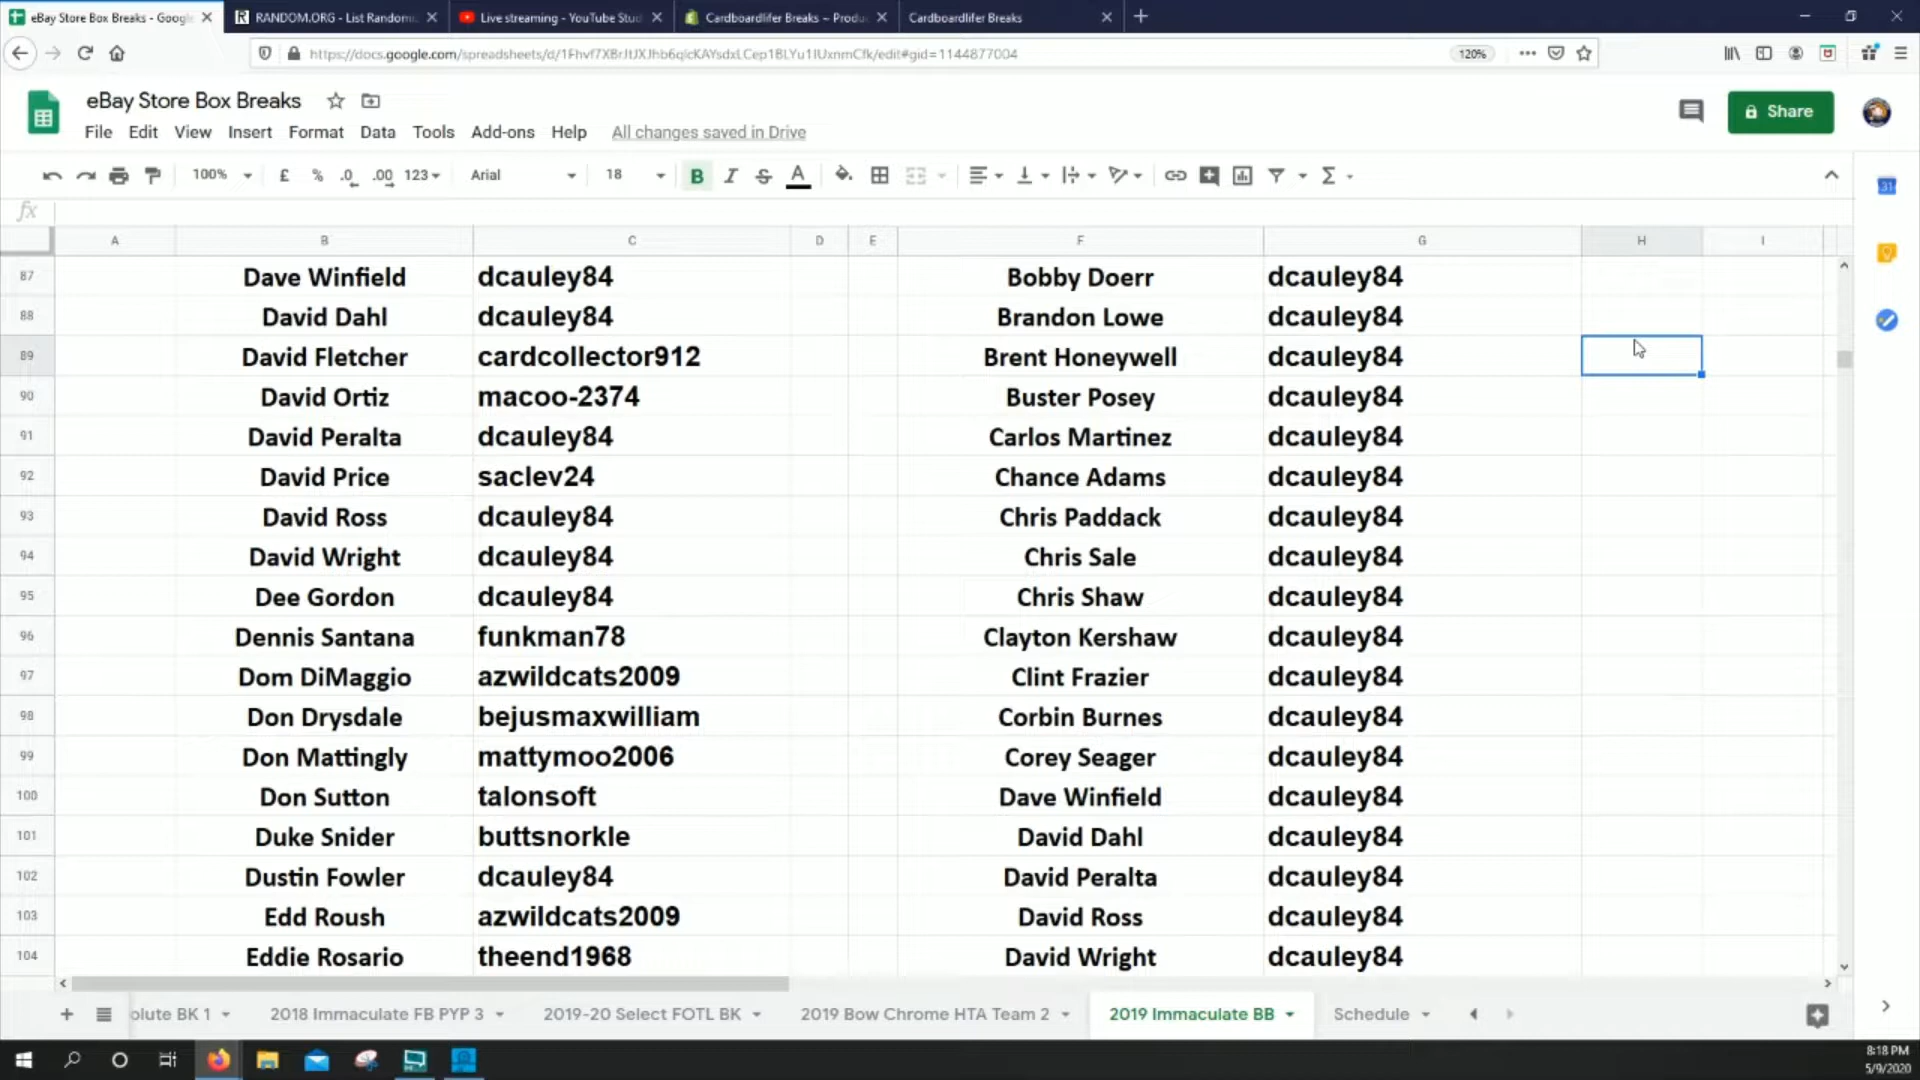 eBay Store Box Breaks - Google
RANDOM.ORG - List Random
Live streaming - YouTube Stud
Cardboardlifer Breaks ~ Produ
Cardboardlifer Breaks
120%
eBay Store Box Breaks
Share
File Edit View Insert Format Data Tools Add-ons Help All changes saved in Drive
100% £ % .0 .00 123 Arial 18 B I S A
fx
A B C D E F G H I
87 Dave Winfield dcauley84 Bobby Doerr dcauley84
88 David Dahl dcauley84 Brandon Lowe dcauley84
89 David Fletcher cardcollector912 Brent Honeywell dcauley84
90 David Ortiz macoo-2374 Buster Posey dcauley84
91 David Peralta dcauley84 Carlos Martinez dcauley84
92 David Price saclev24 Chance Adams dcauley84
93 David Ross dcauley84 Chris Paddack dcauley84
94 David Wright dcauley84 Chris Sale dcauley84
95 Dee Gordon dcauley84 Chris Shaw dcauley84
96 Dennis Santana funkman78 Clayton Kershaw dcauley84
97 Dom DiMaggio azwildcats2009 Clint Frazier dcauley84
98 Don Drysdale bejusmaxwilliam Corbin Burnes dcauley84
99 Don Mattingly mattymoo2006 Corey Seager dcauley84
100 Don Sutton talonsoft Dave Winfield dcauley84
101 Duke Snider buttsnorkle David Dahl dcauley84
102 Dustin Fowler dcauley84 David Peralta dcauley84
103 Edd Roush azwildcats2009 David Ross dcauley84
104 Eddie Rosario theend1968 David Wright dcauley84
olute BK 1 2018 Immaculate FB PYP 3 2019-20 Select FOTL BK 2019 Bow Chrome HTA Team 2 2019 Immaculate BB Schedule
8:18 PM
5/9/2020